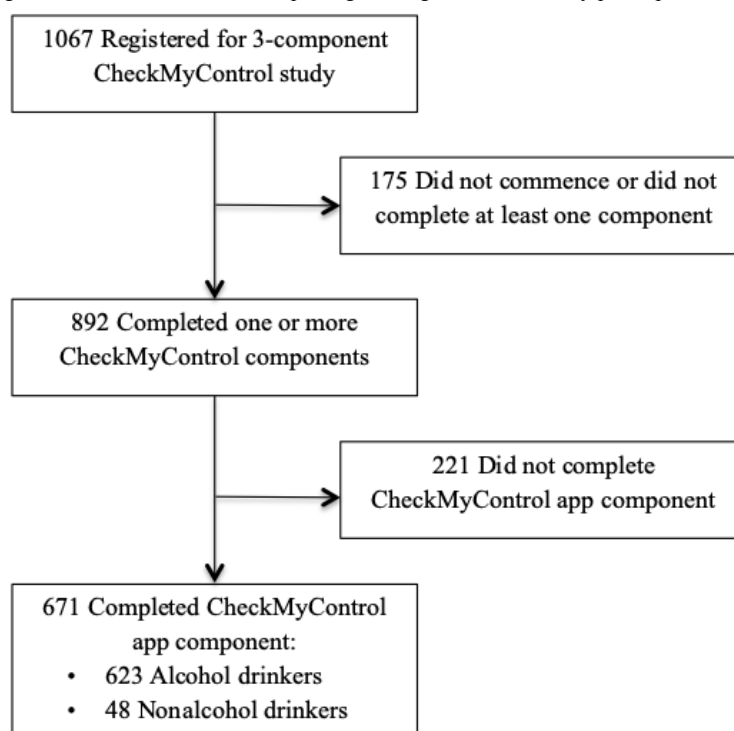 1067 Registered for 3-component
CheckMyControl study
175 Did not commence or did not
complete at least one component
892 Completed one or more
CheckMyControl components
221 Did not complete
CheckMyControl app component
671 Completed CheckMyControl
app component:
• 623 Alcohol drinkers
• 48 Nonalcohol drinkers